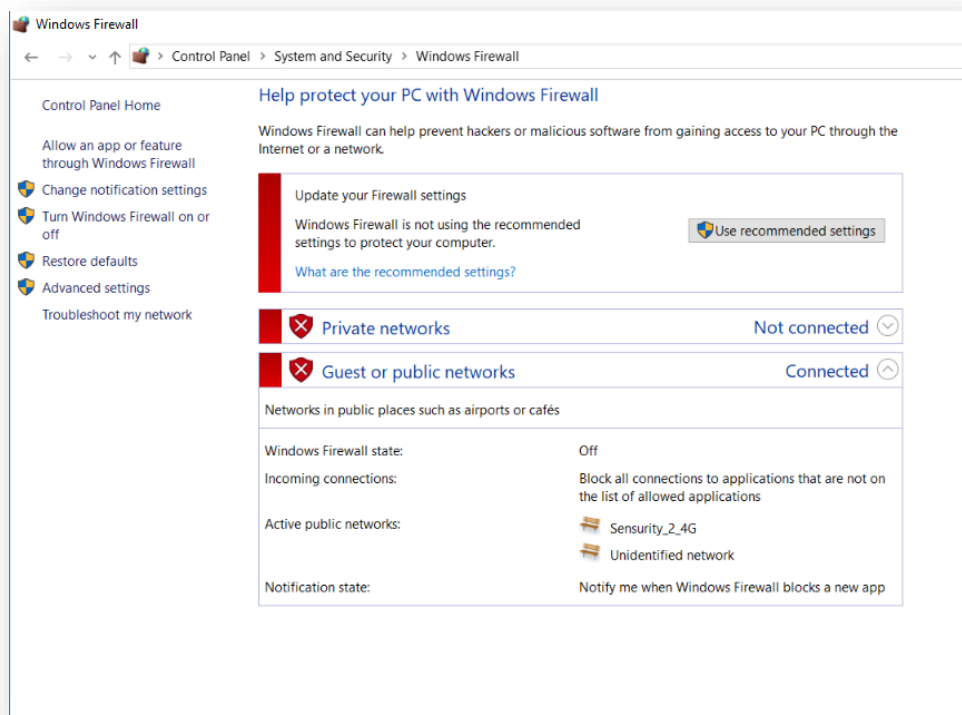 Windows Firewall
Control Panel > System and Security > Windows Firewall
Control Panel Home
Allow an app or feature
through Windows Firewall
Change notification settings
Turn Windows Firewall on or
off
Restore defaults
Advanced settings
Troubleshoot my network
Help protect your PC with Windows Firewall
Windows Firewall can help prevent hackers or malicious software from gaining access to your PC through the
Internet or a network.
Update your Firewall settings
Windows Firewall is not using the recommended
settings to protect your computer.
Use recommended settings
What are the recommended settings?
Private networks Not connected
Guest or public networks Connected
Networks in public places such as airports or cafés
Windows Firewall state: Off
Incoming connections: Block all connections to applications that are not on
the list of allowed applications
Active public networks: Sensurity_2_4G
Unidentified network
Notification state: Notify me when Windows Firewall blocks a new app